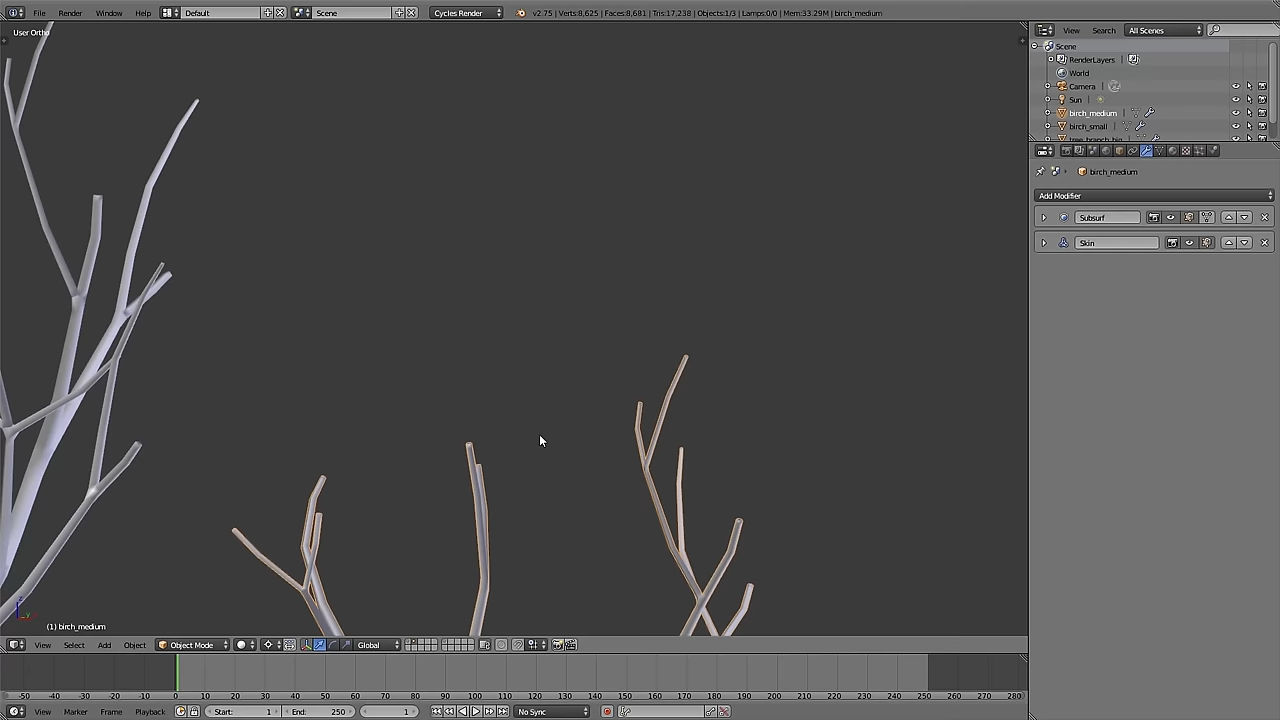 File Render Window Help Default Scene Cycles Render v2.75 | Verts:8,625 | Faces:8,681 | Tris:17,238 | Objects:1/3 | Lamps:0/0 | Mem:33.29M | birch_medium
User Ortho
View Search All Scenes
Scene
RenderLayers
World
Camera
Sun
birch_medium
birch_small
tree_branch_big
birch_medium
Add Modifier
Subsurf
Skin
(1) birch_medium
View Select Add Object Object Mode Global
-50 -40 -30 -20 -10 0 10 20 30 40 50 60 70 80 90 100 110 120 130 140 150 160 170 180 190 200 210 220 230 240 250 260 270 280
View Marker Frame Playback Start: 1 End: 250 1 No Sync